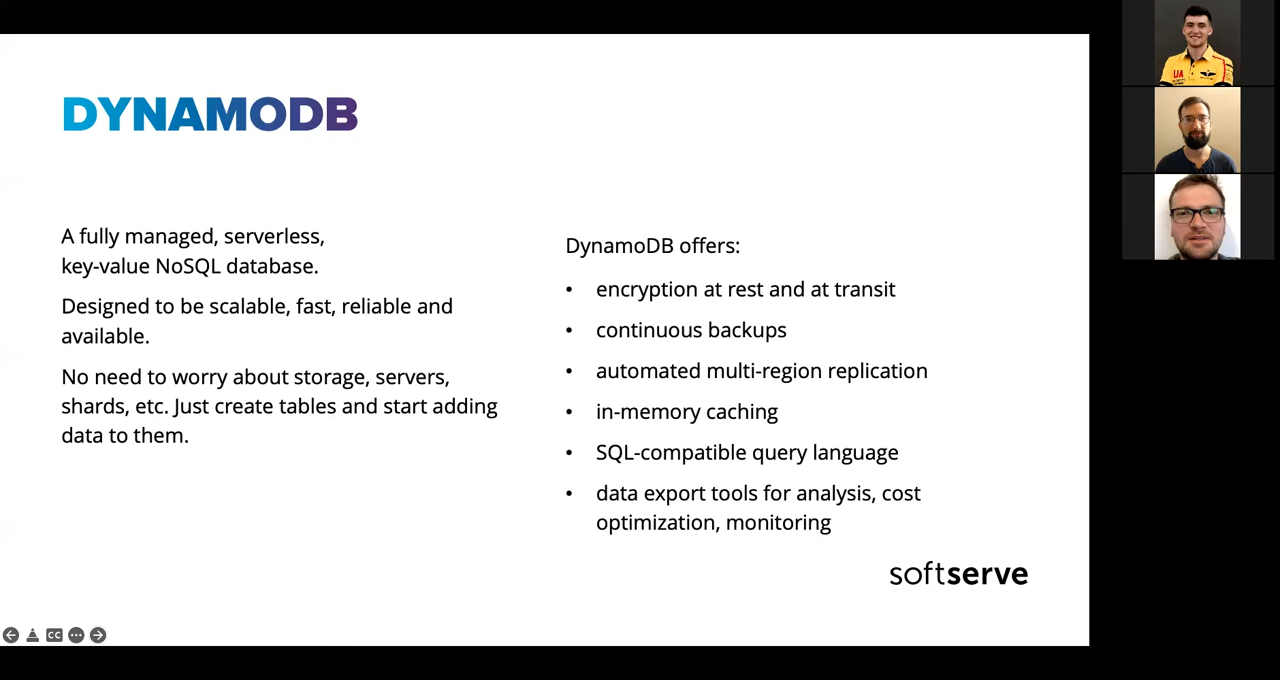 DYNAMODB
A fully managed, serverless,
key-value NoSQL database.
Designed to be scalable, fast, reliable and
available.
No need to worry about storage, servers,
shards, etc. Just create tables and start adding
data to them.
DynamoDB offers:
• encryption at rest and at transit
• continuous backups
• automated multi-region replication
• in-memory caching
• SQL-compatible query language
• data export tools for analysis, cost
optimization, monitoring
softserve
CC
UA